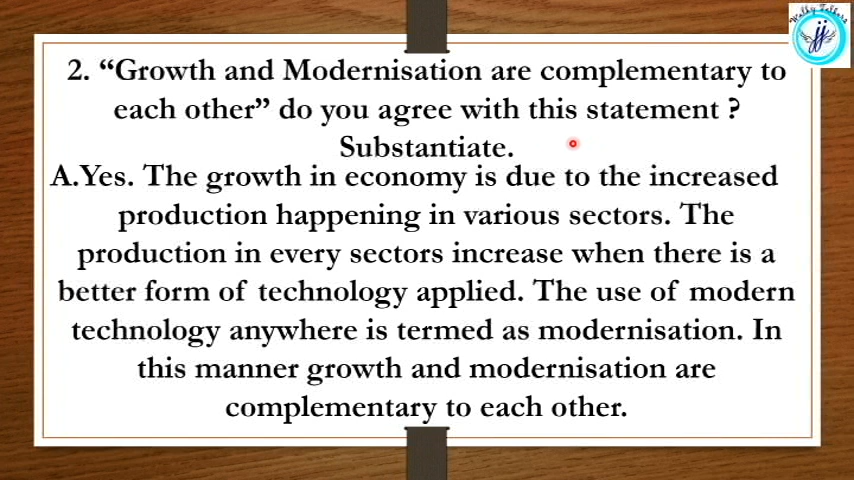 Walky Talkers
jj
2. “Growth and Modernisation are complementary to
each other” do you agree with this statement ?
Substantiate.
A.Yes. The growth in economy is due to the increased
production happening in various sectors. The
production in every sectors increase when there is a
better form of technology applied. The use of modern
technology anywhere is termed as modernisation. In
this manner growth and modernisation are
complementary to each other.